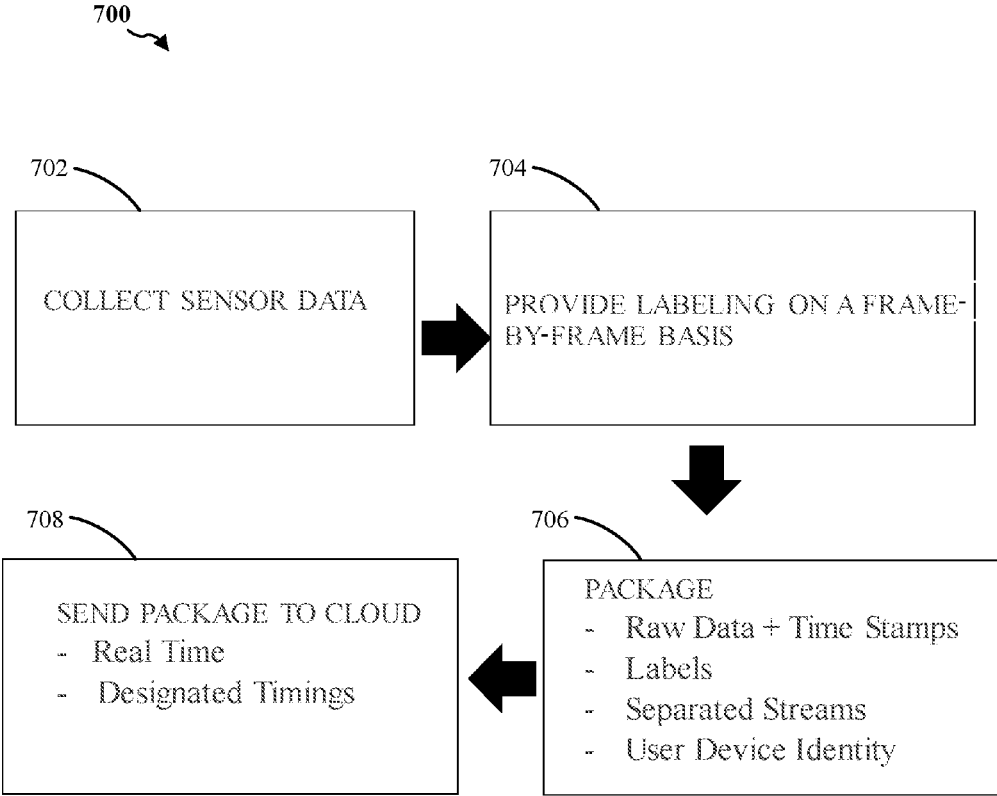 700
702
COLLECT SENSOR DATA
704
PROVIDE LABELING ON A FRAME-
BY-FRAME BASIS
706
PACKAGE
- Raw Data + Time Stamps
- Labels
- Separated Streams
- User Device Identity
708
SEND PACKAGE TO CLOUD
- Real Time
- Designated Timings